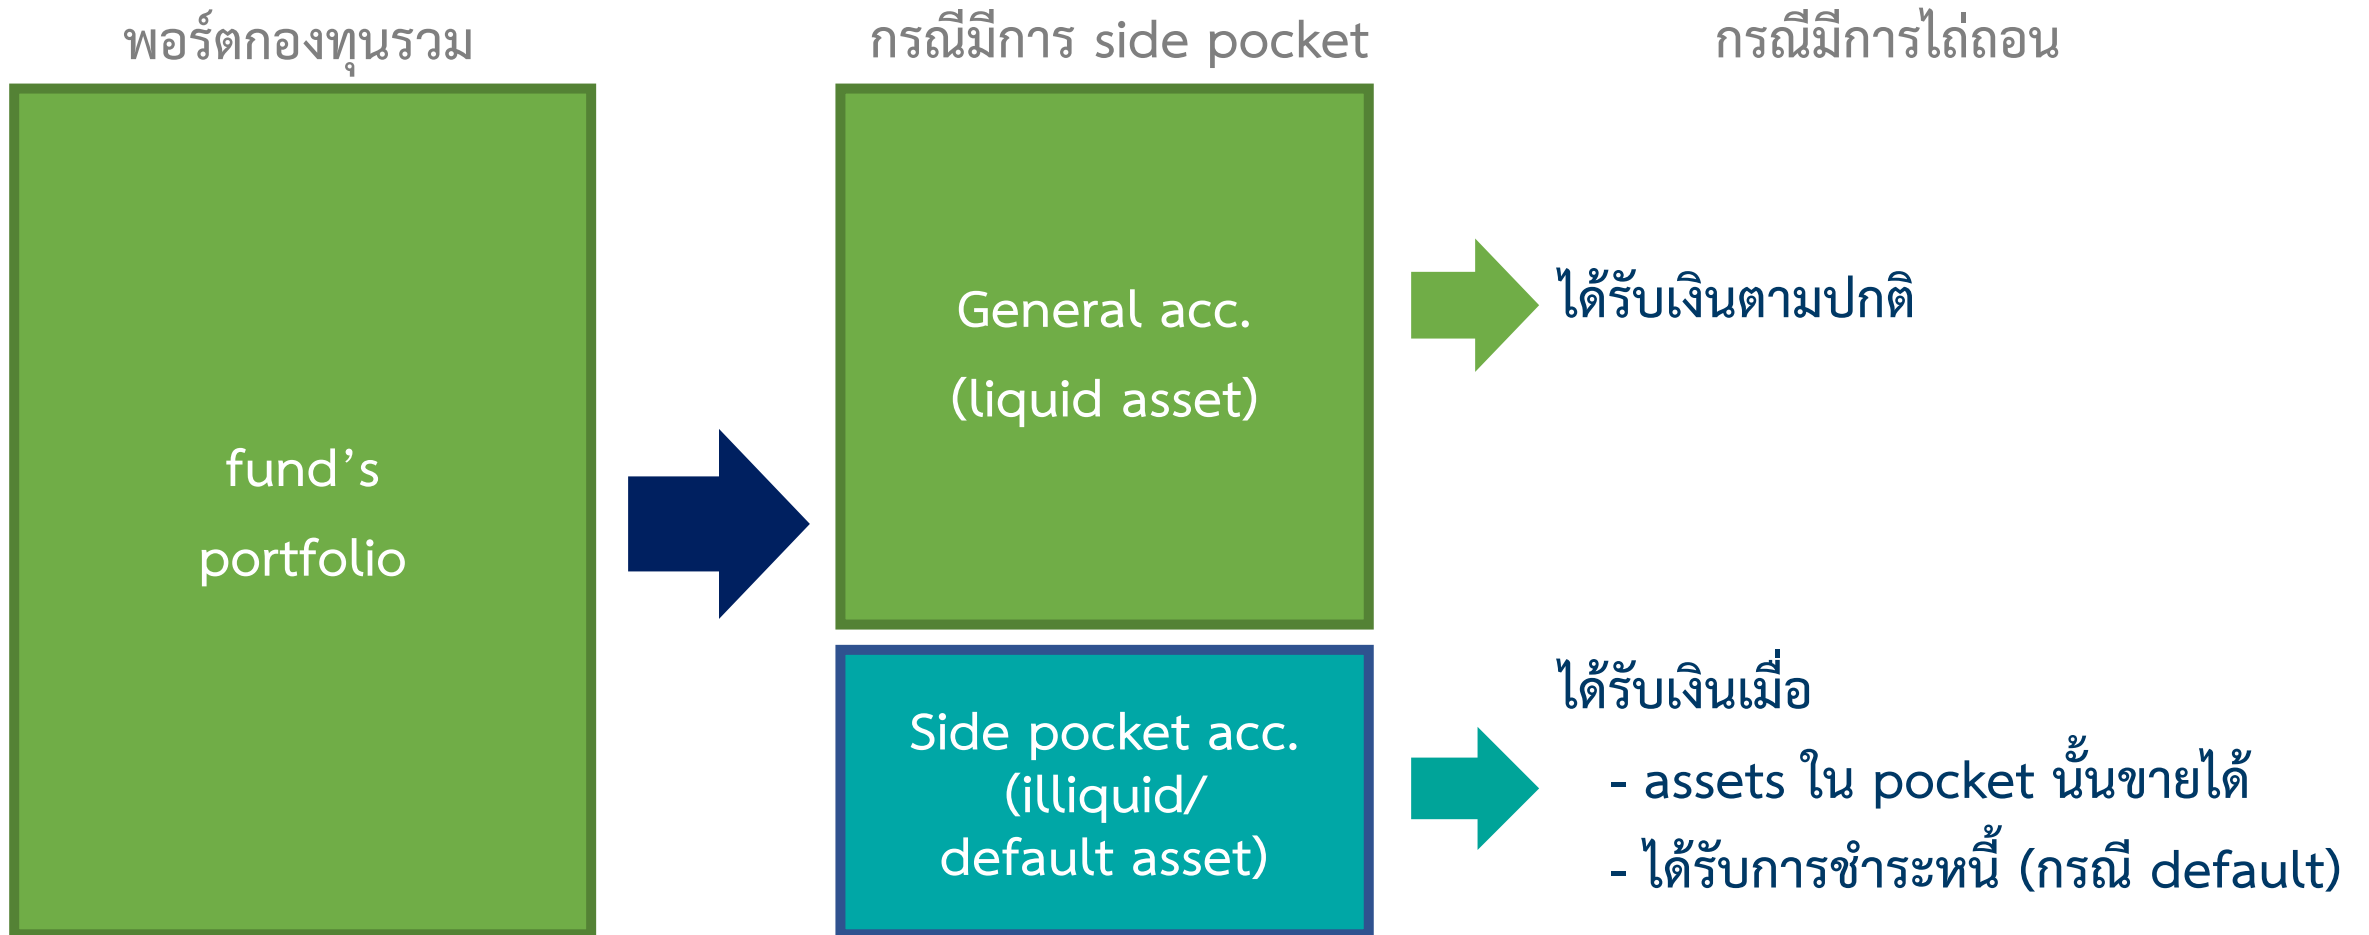 พอร์ตกองทุนรวม
กรณีมีการ side pocket
กรณีมีการไถ่ถอน
fund’s
portfolio
General acc.
(liquid asset)
ได้รับเงินตามปกติ
Side pocket acc.
(illiquid/
default asset)
ได้รับเงินเมื่อ
- assets ใน pocket นั้นขายได้
- ได้รับการชำระหนี้ (กรณี default)